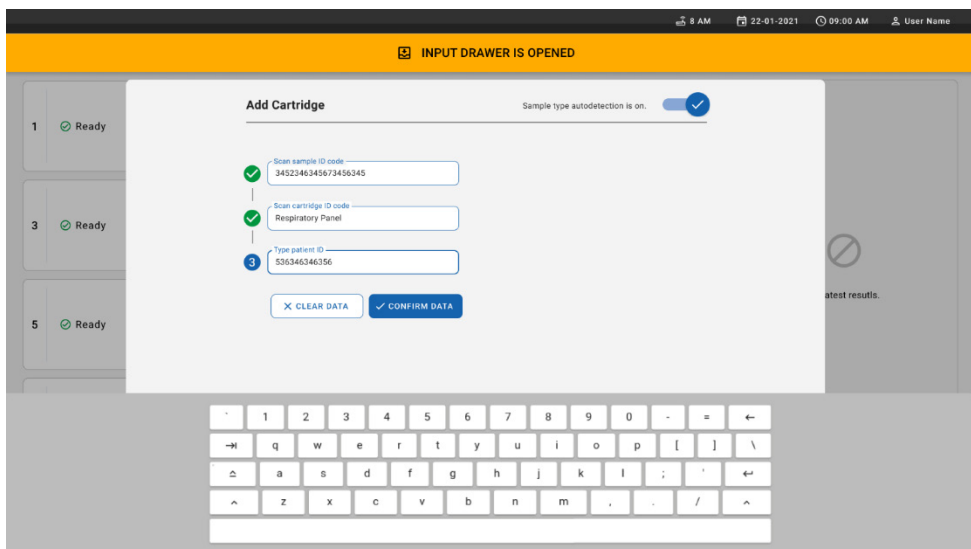 8 AM 22-01-2021 09:00 AM User Name
INPUT DRAWER IS OPENED
Add Cartridge
Sample type autodetection is on.
1 Ready
Scan sample ID code
3452346345673456345
Scan cartridge ID code
Respiratory Panel
3 Ready
Type patient ID
3 536346346356
atest resutls.
CLEAR DATA CONFIRM DATA
5 Ready
` 1 2 3 4 5 6 7 8 9 0 - =
q w e r t y u i o p [ ] \
a s d f g h j k l ; '
z x c v b n m , . /